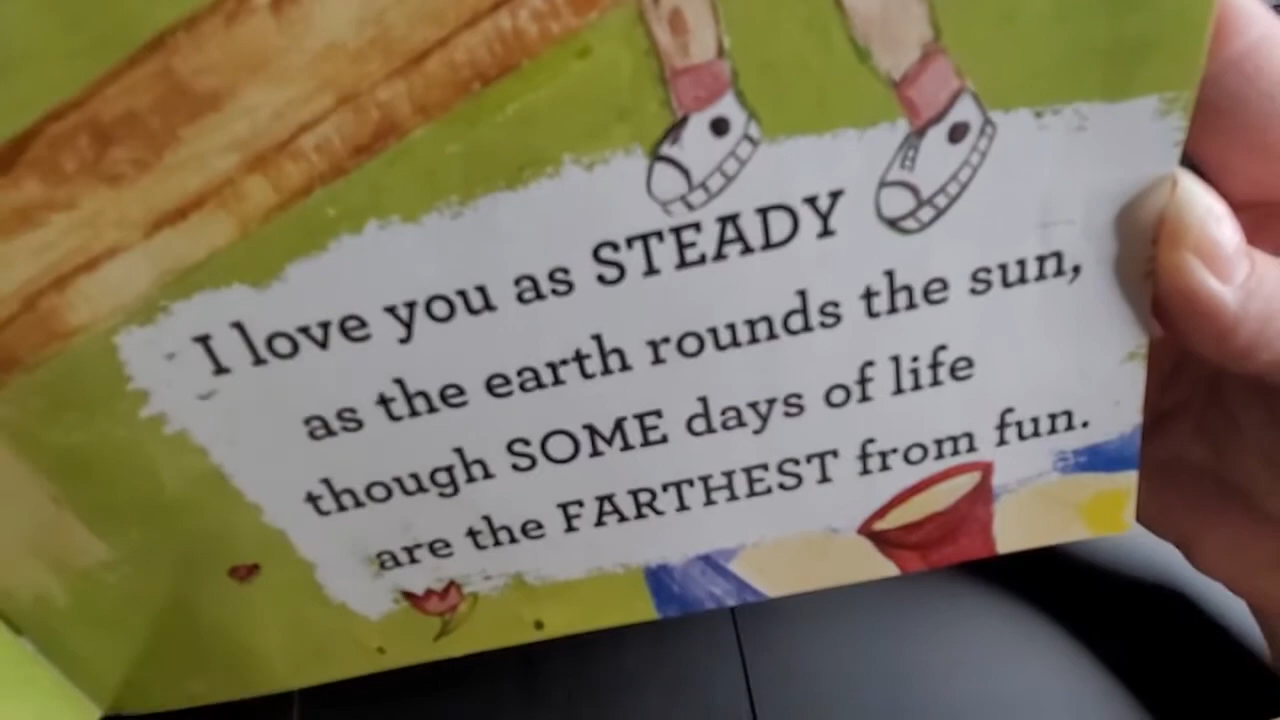 I love you as STEADY
as the earth rounds the sun,
though SOME days of life
are the FARTHEST from fun.